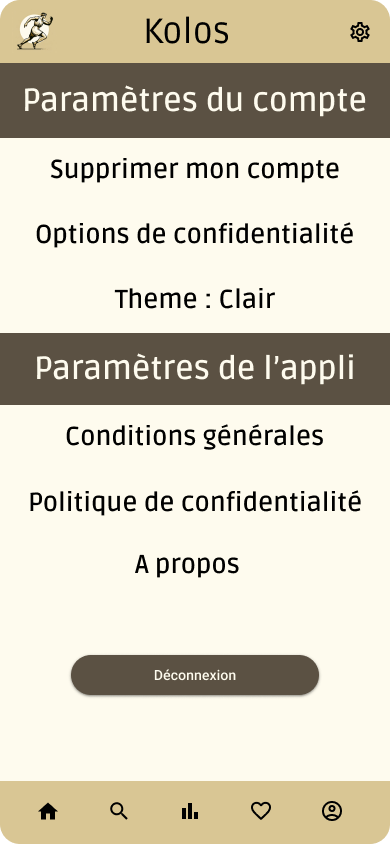 Kolos
Paramètres du compte
Supprimer mon compte
Options de confidentialité
Theme : Clair
Paramètres de l’appli
Conditions générales
Politique de confidentialité
A propos
Déconnexion